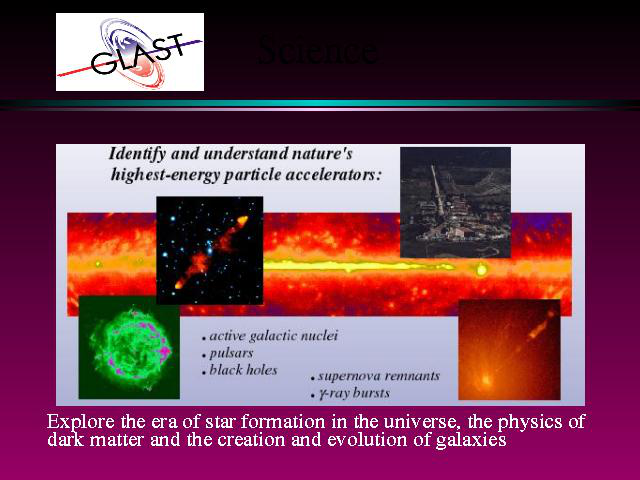 GLAST
Science
Identify and understand nature's
highest-energy particle accelerators:
• active galactic nuclei
• pulsars
• black holes
• supernova remnants
• γ-ray bursts
Explore the era of star formation in the universe, the physics of
dark matter and the creation and evolution of galaxies